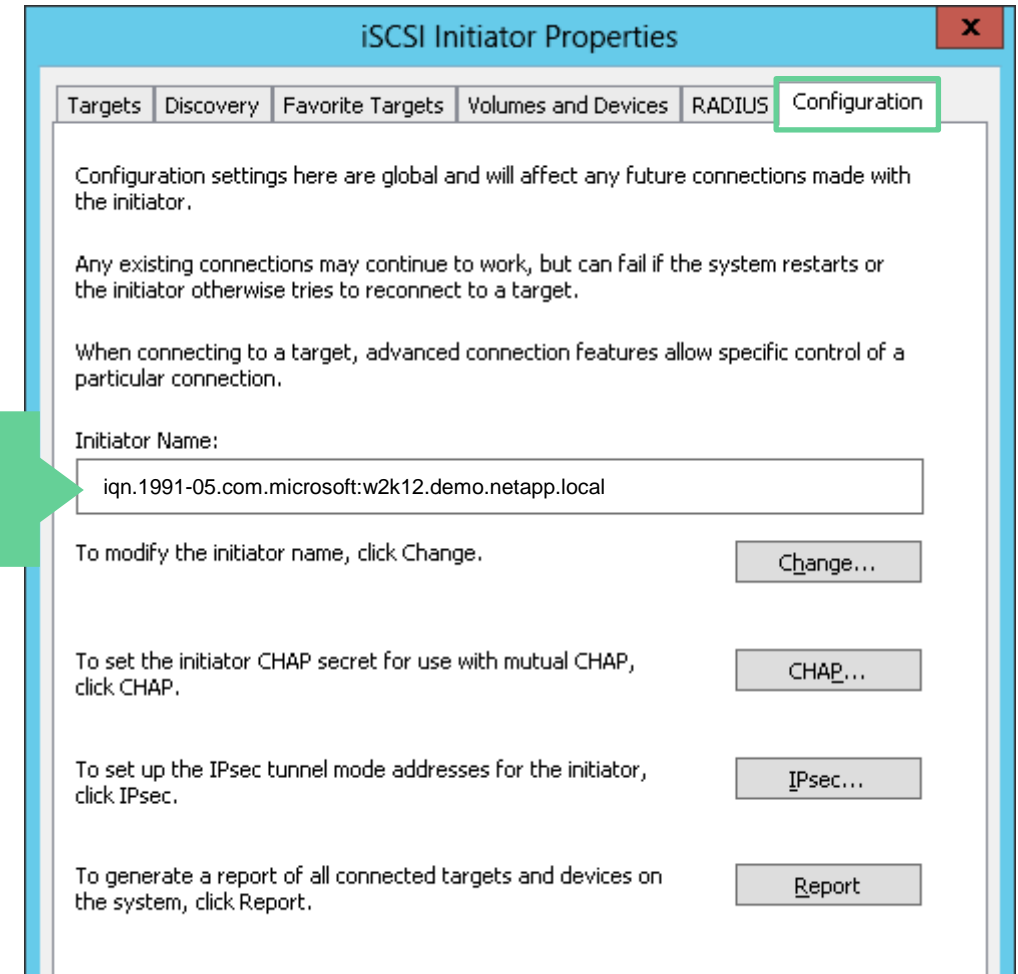 iSCSI Initiator Properties
x
Targets Discovery Favorite Targets Volumes and Devices RADIUS Configuration
Configuration settings here are global and will affect any future connections made with
the initiator.
Any existing connections may continue to work, but can fail if the system restarts or
the initiator otherwise tries to reconnect to a target.
When connecting to a target, advanced connection features allow specific control of a
particular connection.
Initiator Name:
iqn.1991-05.com.microsoft:w2k12.demo.netapp.local
To modify the initiator name, click Change.
Change...
To set the initiator CHAP secret for use with mutual CHAP,
click CHAP.
CHAP...
To set up the IPsec tunnel mode addresses for the initiator,
click IPsec.
IPsec...
To generate a report of all connected targets and devices on
the system, click Report.
Report